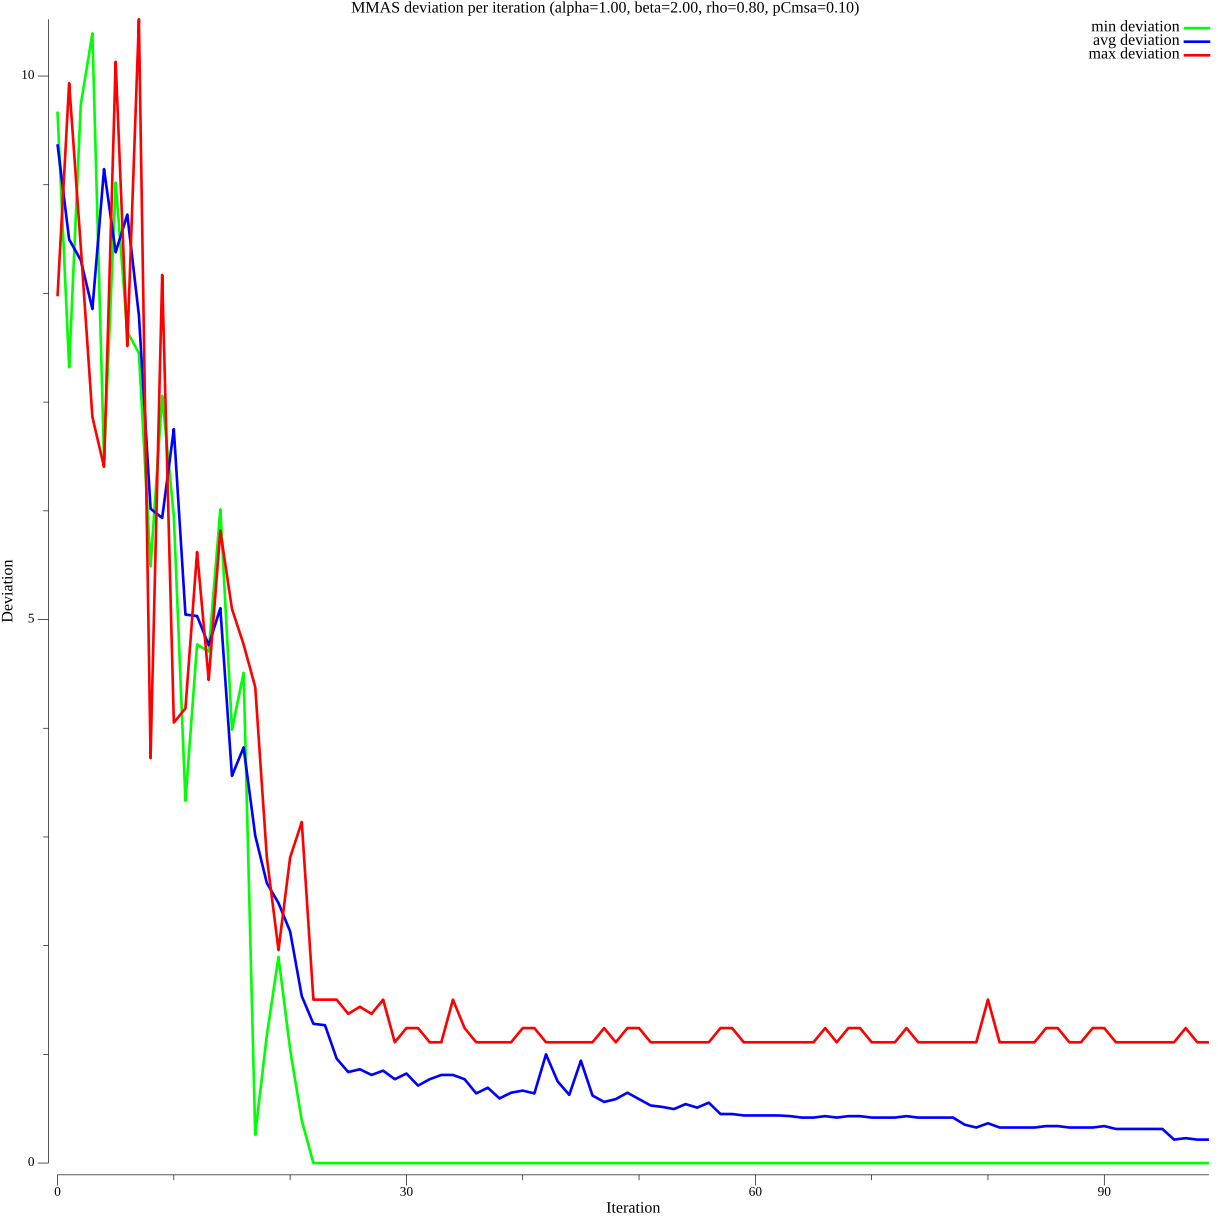 MMAS deviation per iteration (alpha=1.00, beta=2.00, rho=0.80, pCmsa=0.10)
min deviation
avg deviation
max deviation
10
5
0
Deviation
0 30 60 90
Iteration